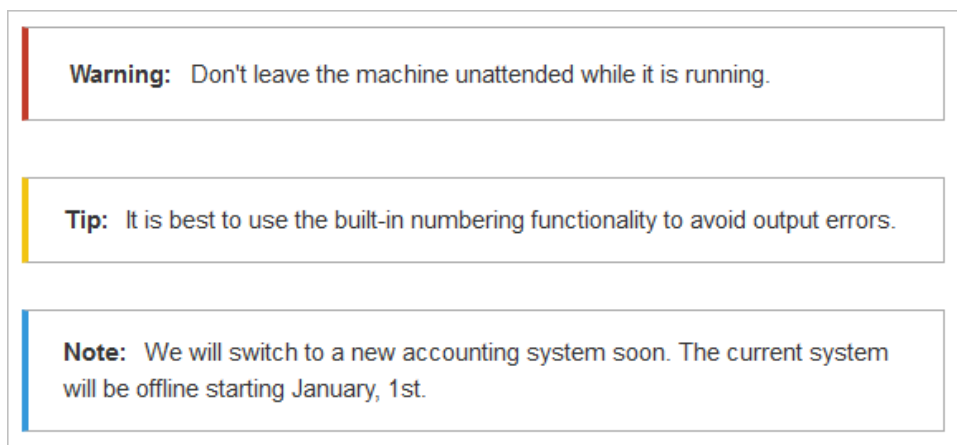 Warning: Don't leave the machine unattended while it is running.
Tip: It is best to use the built-in numbering functionality to avoid output errors.
Note: We will switch to a new accounting system soon. The current system
will be offline starting January, 1st.